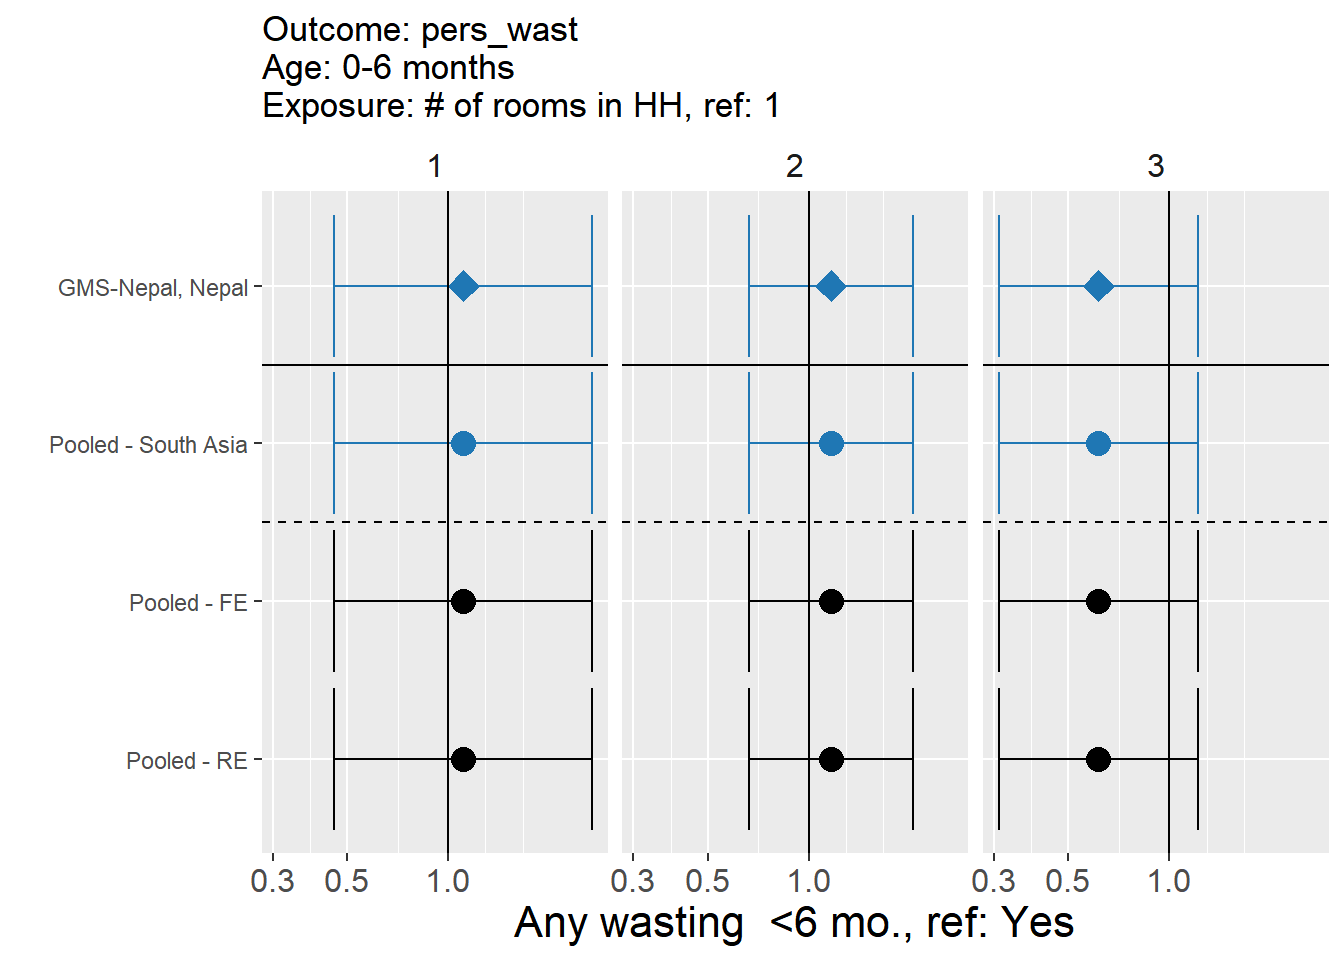 Outcome: pers_wast
Age: 0-6 months
Exposure: # of rooms in HH, ref: 1
1 2 3
GMS-Nepal, Nepal
Pooled - South Asia
Pooled - FE
Pooled - RE
0.3 0.5 1.0 0.3 0.5 1.0 0.3 0.5 1.0
Any wasting  <6 mo., ref: Yes